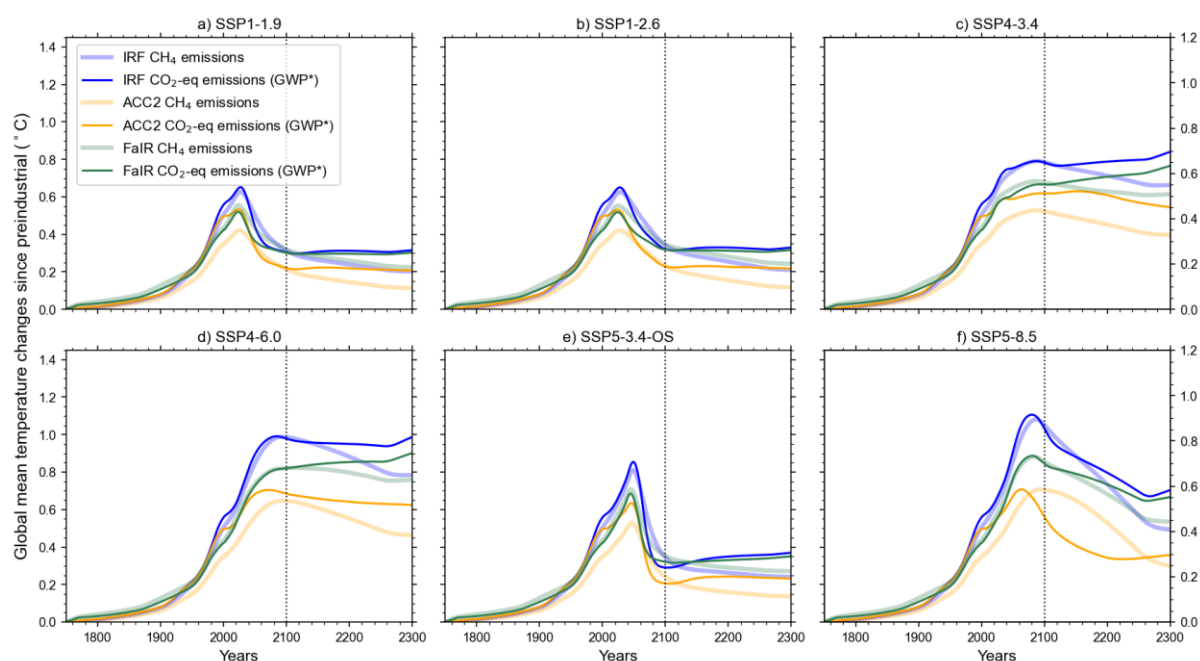 a) SSP1-1.9
b) SSP1-2.6
c) SSP4-3.4
1.4
1.2
1.0
0.8
0.6
0.4
0.2
0.0
IRF CH₄ emissions
IRF CO₂-eq emissions (GWP*)
ACC2 CH₄ emissions
ACC2 CO₂-eq emissions (GWP*)
FaIR CH₄ emissions
FaIR CO₂-eq emissions (GWP*)
1.2
1.0
0.8
0.6
0.4
0.2
0.0
Global mean temperature changes since preindustrial (°C)
d) SSP4-6.0
e) SSP5-3.4-OS
f) SSP5-8.5
1.4
1.2
1.0
0.8
0.6
0.4
0.2
0.0
1.2
1.0
0.8
0.6
0.4
0.2
0.0
1800 1900 2000 2100 2200 2300
1800 1900 2000 2100 2200 2300
1800 1900 2000 2100 2200 2300
Years
Years
Years